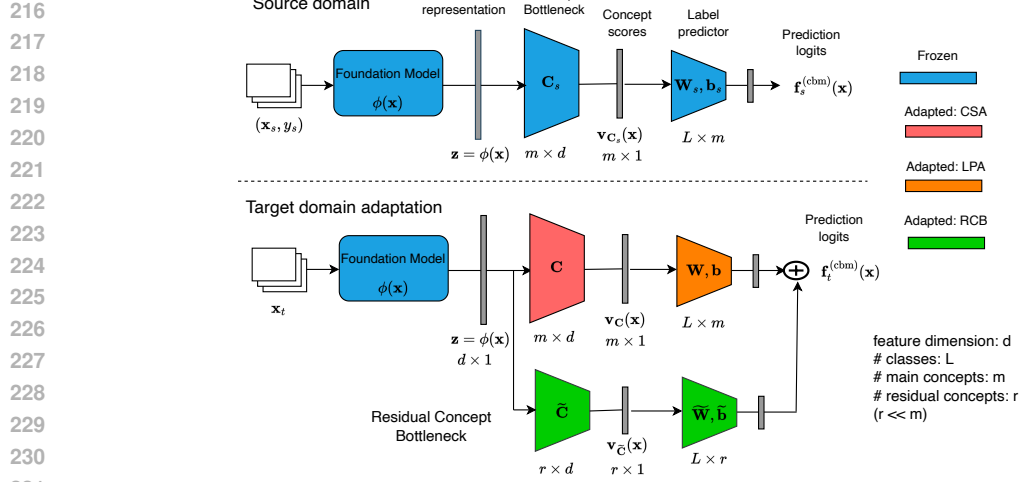 216
217
218
219
220
221
222
223
224
225
226
227
228
229
230
Source domain
representation
Bottleneck
Concept
scores
Label
predictor
Prediction
logits
Foundation Model
ϕ(x)
C_s
W_s, b_s
f_s^(cbm)(x)
(x_s, y_s)
z = ϕ(x)
m × d
v_{C_s}(x)
m × 1
L × m
Frozen
Adapted: CSA
Adapted: LPA
Adapted: RCB
Target domain adaptation
Prediction
logits
Foundation Model
ϕ(x)
C
W, b
f_t^(cbm)(x)
x_t
z = ϕ(x)
d × 1
m × d
v_C(x)
m × 1
L × m
Residual Concept
Bottleneck
C̃
W̃, b̃
r × d
v_C̃(x)
r × 1
L × r
feature dimension: d
# classes: L
# main concepts: m
# residual concepts: r
(r << m)